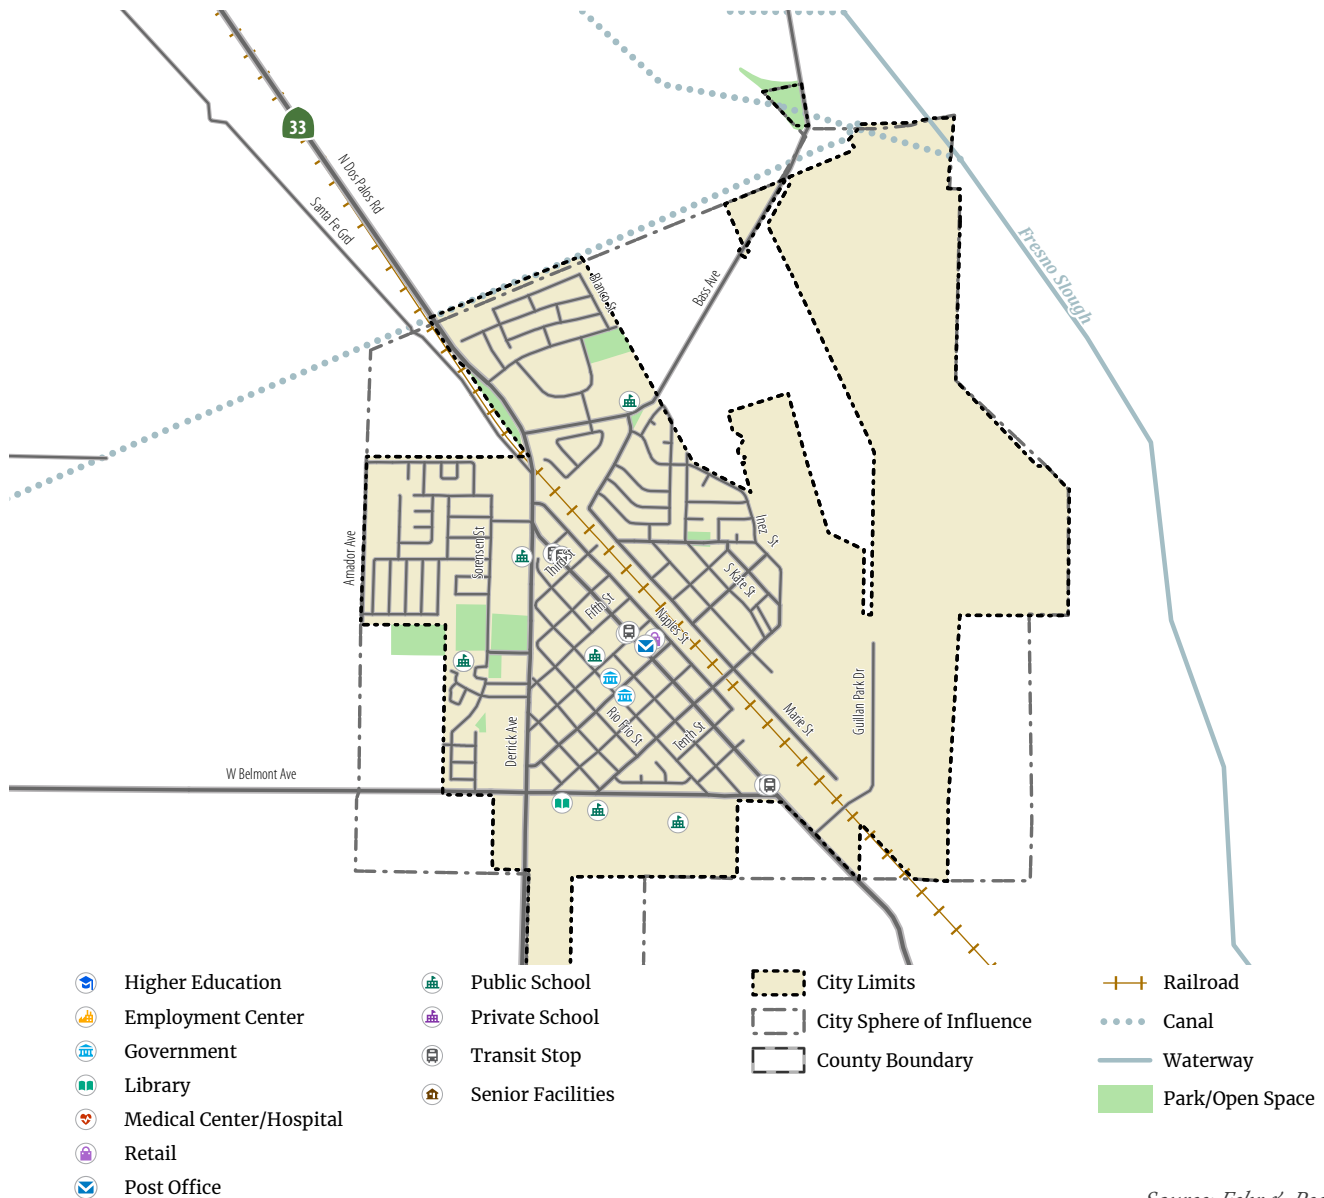 33
N Dos Palos Rd
Santa Fe Grd
Fresno Slough
Blanco St
Bass Ave
Inez St
Amador Ave
Sorensen St
Third St
S Kate St
Fifth St
Naples St
Guillan Park Dr
Rio Frio St
Tenth St
Marie St
Derrick Ave
W Belmont Ave
Higher Education
Employment Center
Government
Library
Medical Center/Hospital
Retail
Post Office
Public School
Private School
Transit Stop
Senior Facilities
City Limits
City Sphere of Influence
County Boundary
Railroad
Canal
Waterway
Park/Open Space